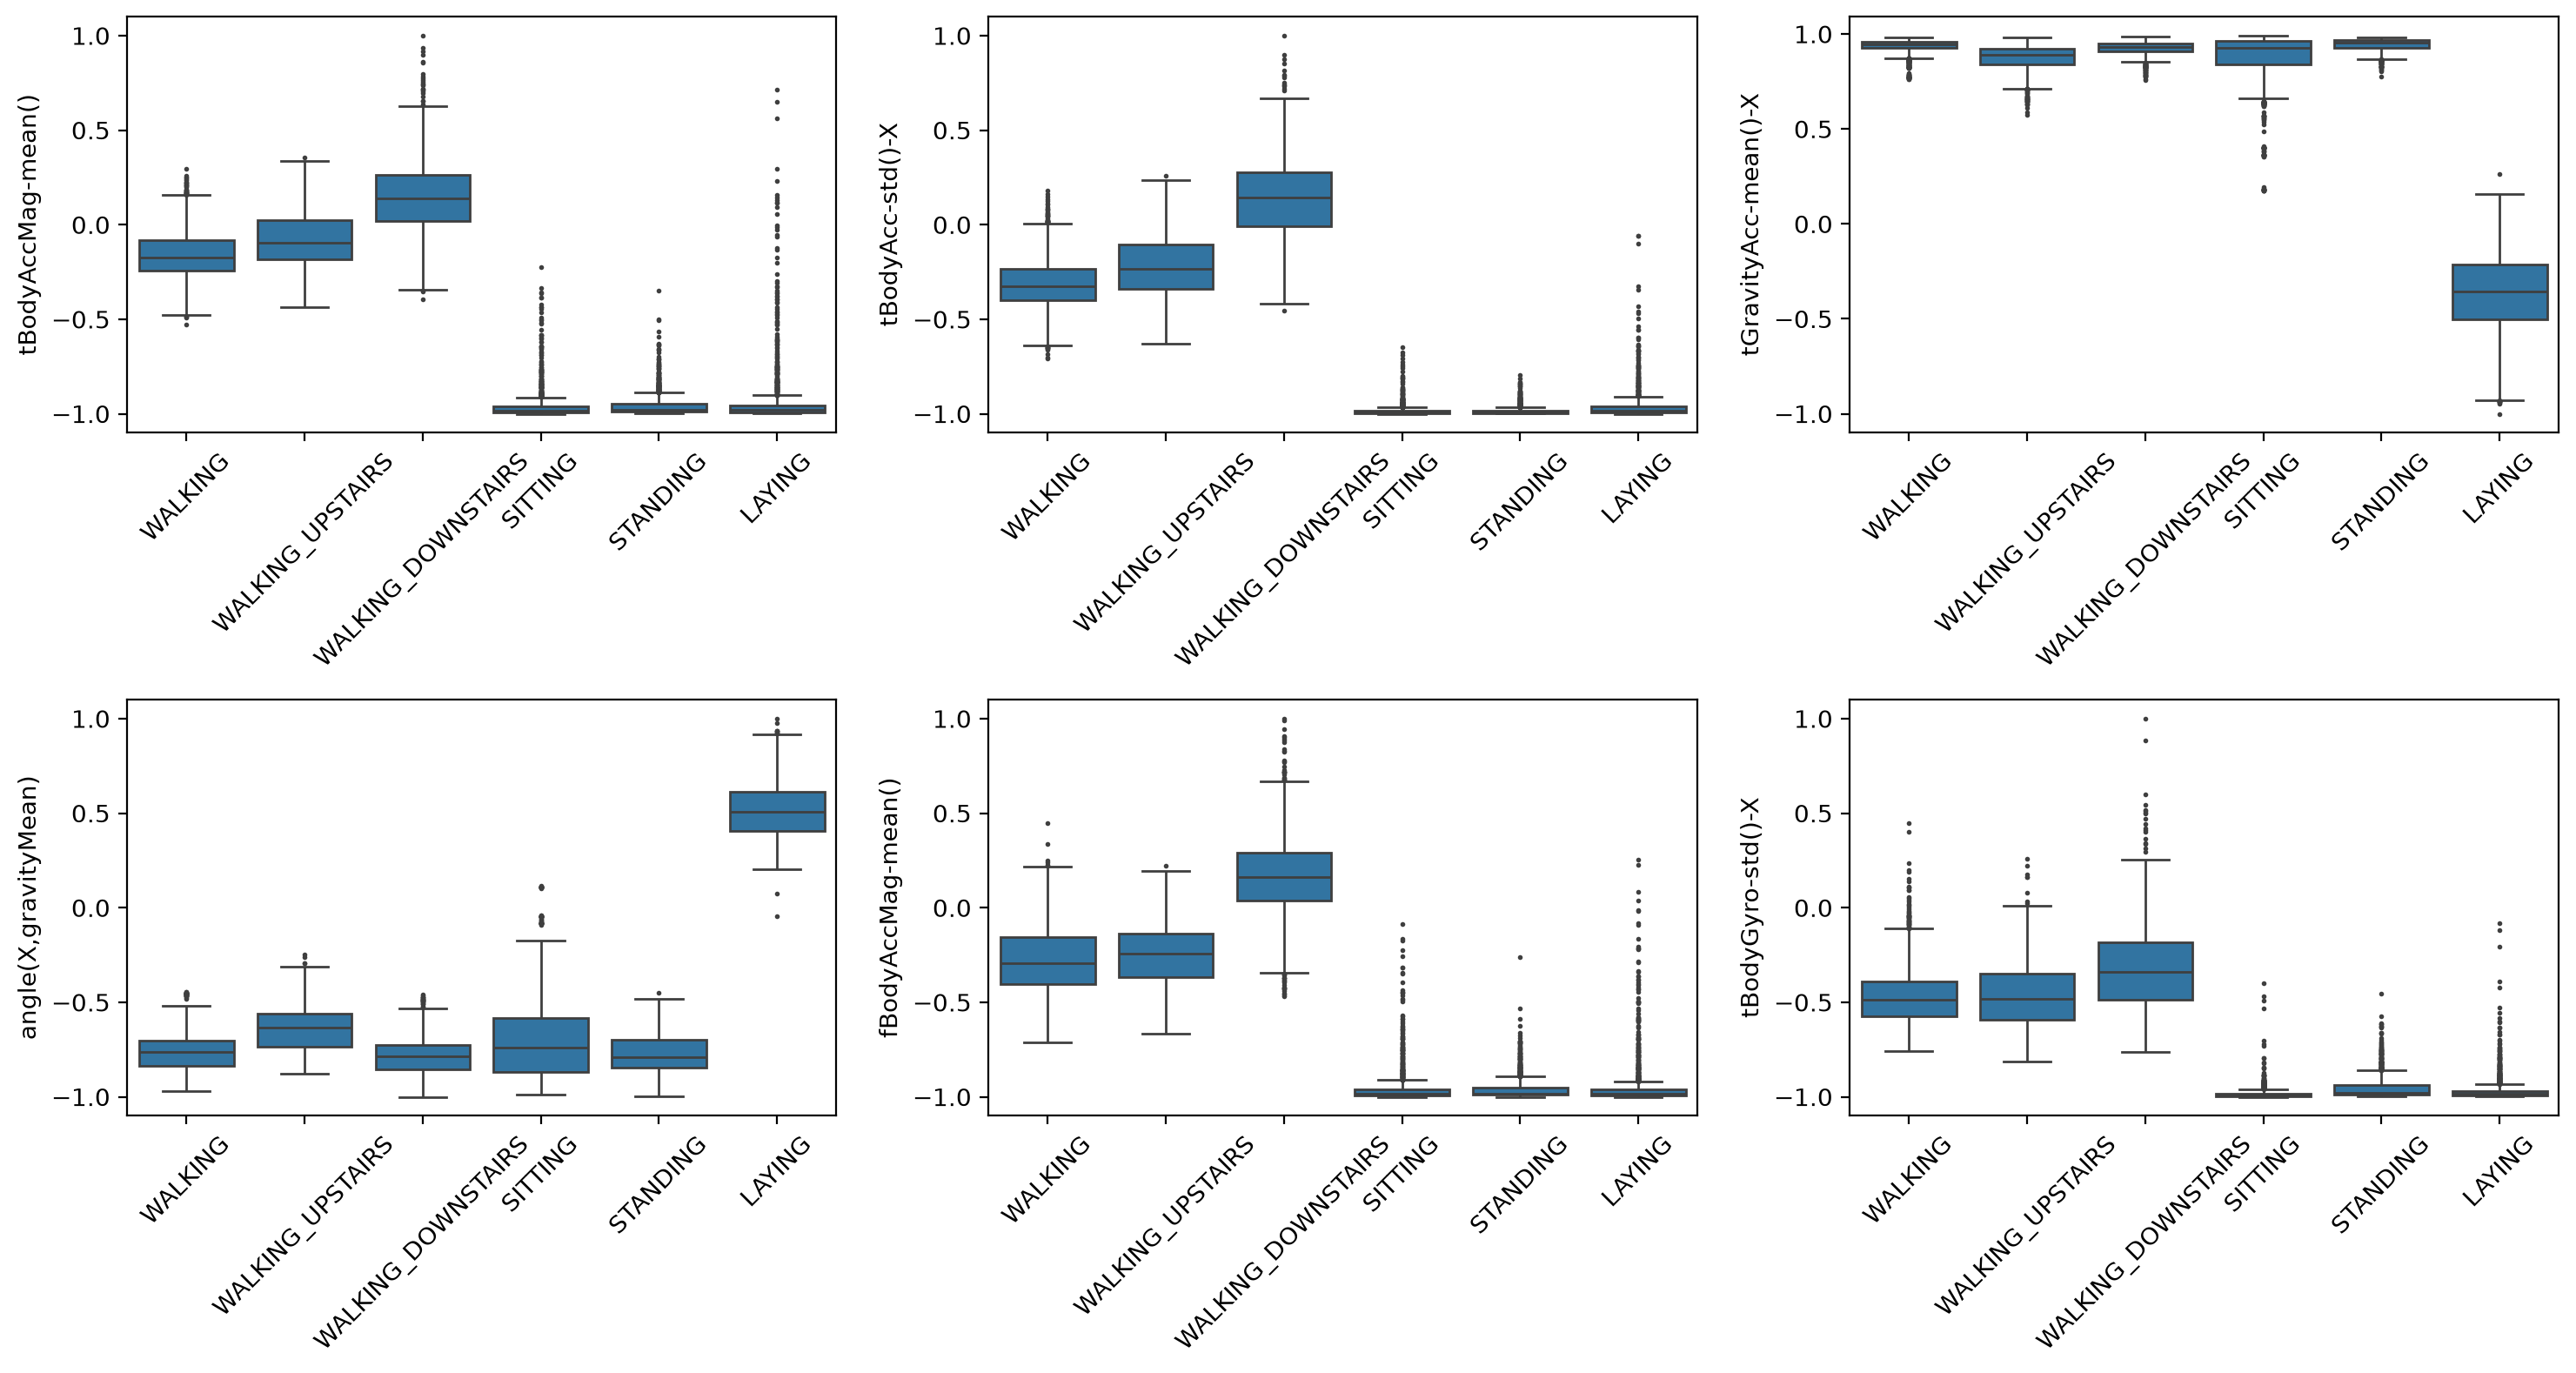 tBodyAccMag-mean()
1.0
0.5
0.0
−0.5
−1.0
WALKING
WALKING_UPSTAIRS
WALKING_DOWNSTAIRS
SITTING
STANDING
LAYING
tBodyAcc-std()-X
1.0
0.5
0.0
−0.5
−1.0
WALKING
WALKING_UPSTAIRS
WALKING_DOWNSTAIRS
SITTING
STANDING
LAYING
tGravityAcc-mean()-X
1.0
0.5
0.0
−0.5
−1.0
WALKING
WALKING_UPSTAIRS
WALKING_DOWNSTAIRS
SITTING
STANDING
LAYING
angle(X,gravityMean)
1.0
0.5
0.0
−0.5
−1.0
WALKING
WALKING_UPSTAIRS
WALKING_DOWNSTAIRS
SITTING
STANDING
LAYING
fBodyAccMag-mean()
1.0
0.5
0.0
−0.5
−1.0
WALKING
WALKING_UPSTAIRS
WALKING_DOWNSTAIRS
SITTING
STANDING
LAYING
tBodyGyro-std()-X
1.0
0.5
0.0
−0.5
−1.0
WALKING
WALKING_UPSTAIRS
WALKING_DOWNSTAIRS
SITTING
STANDING
LAYING